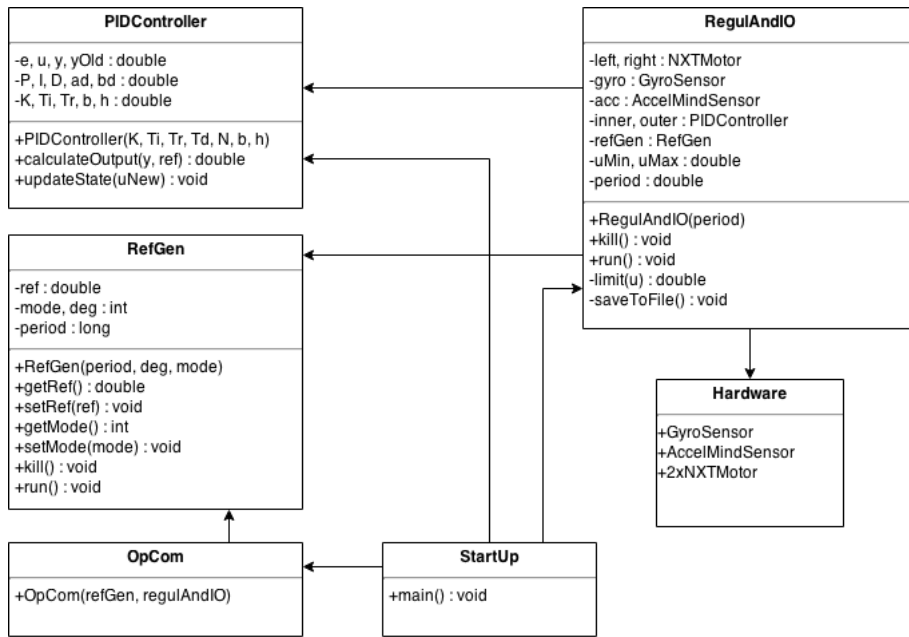 PIDController
-e, u, y, yOld : double
-P, I, D, ad, bd : double
-K, Ti, Tr, b, h : double
+PIDController(K, Ti, Tr, Td, N, b, h)
+calculateOutput(y, ref) : double
+updateState(uNew) : void
RegulAndIO
-left, right : NXTMotor
-gyro : GyroSensor
-acc : AccelMindSensor
-inner, outer : PIDController
-refGen : RefGen
-uMin, uMax : double
-period : double
+RegulAndIO(period)
+kill() : void
+run() : void
-limit(u) : double
-saveToFile() : void
RefGen
-ref : double
-mode, deg : int
-period : long
+RefGen(period, deg, mode)
+getRef() : double
+setRef(ref) : void
+getMode() : int
+setMode(mode) : void
+kill() : void
+run() : void
Hardware
+GyroSensor
+AccelMindSensor
+2xNXTMotor
OpCom
+OpCom(refGen, regulAndIO)
StartUp
+main() : void